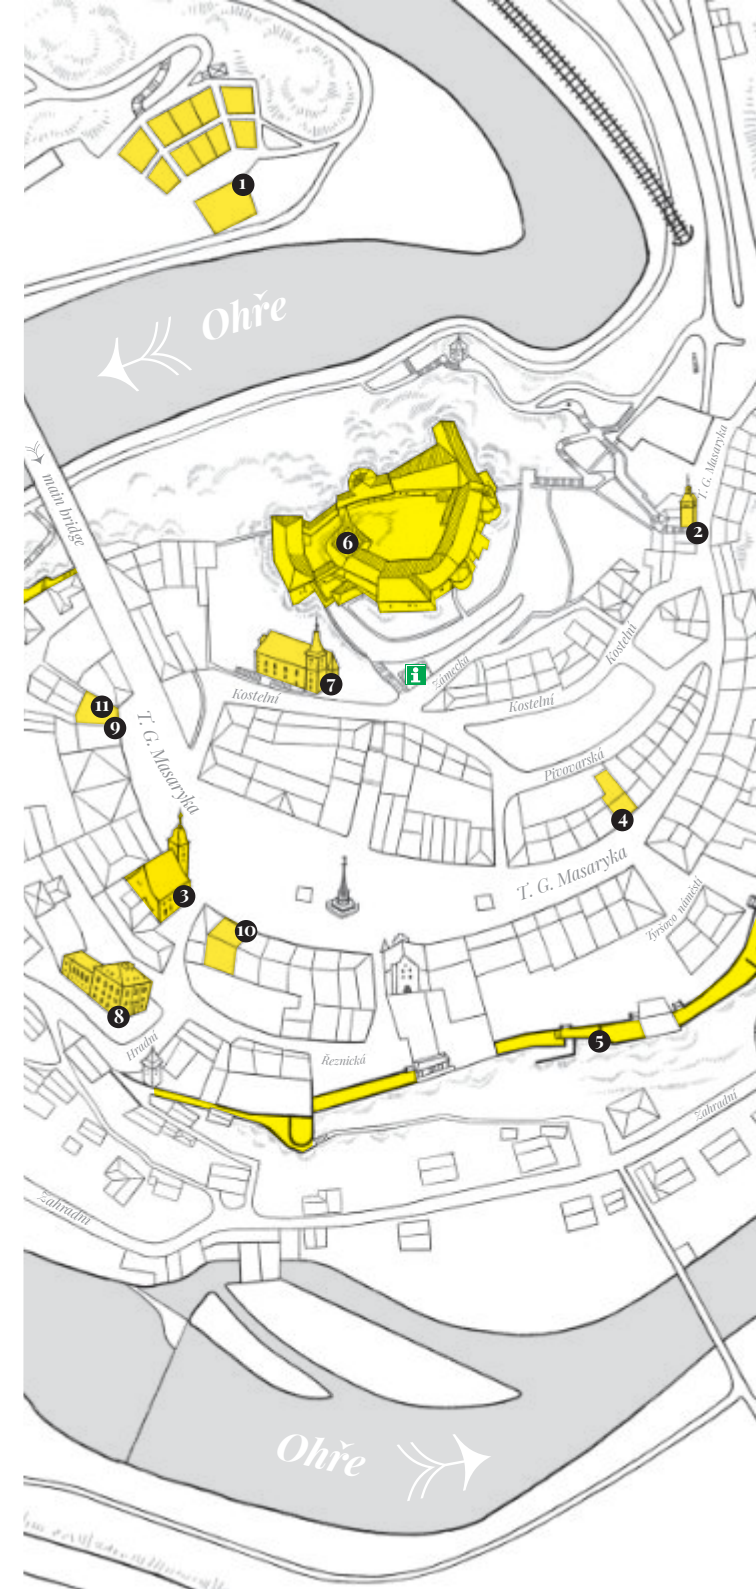 1
Ohře
T. G. Masaryka
main bridge
2
6
Kostelní
7
i
Zámecká
Kostelní
Kostelní
11
9
T. G. Masaryka
Pivovarská
4
T. G. Masaryka
3
Tyršovo náměstí
10
8
Hradní
Řeznická
5
Zahradní
Zahradní
Ohře